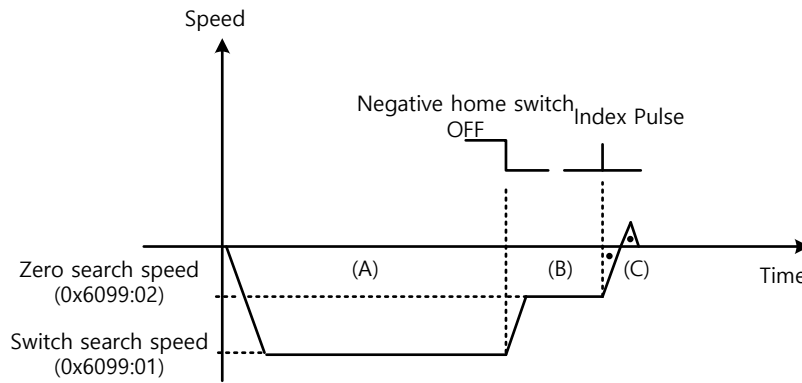 Speed
Negative home switch
OFF
Index Pulse
(A)
(B)
(C)
Zero search speed
(0x6099:02)
Time
Switch search speed
(0x6099:01)